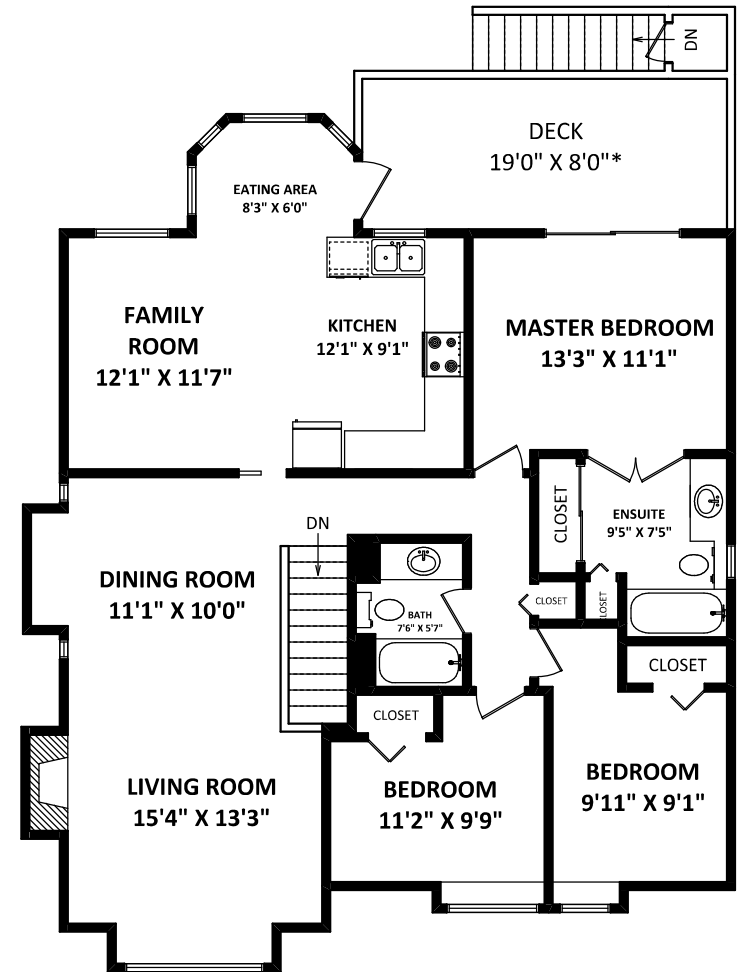 DN
DECK
19'0" X 8'0"*
EATING AREA
8'3" X 6'0"
FAMILY
ROOM
12'1" X 11'7"
KITCHEN
12'1" X 9'1"
MASTER BEDROOM
13'3" X 11'1"
CLOSET
ENSUITE
9'5" X 7'5"
DN
DINING ROOM
11'1" X 10'0"
BATH
7'6" X 5'7"
CLOSET
CLOSET
CLOSET
CLOSET
LIVING ROOM
15'4" X 13'3"
BEDROOM
11'2" X 9'9"
BEDROOM
9'11" X 9'1"